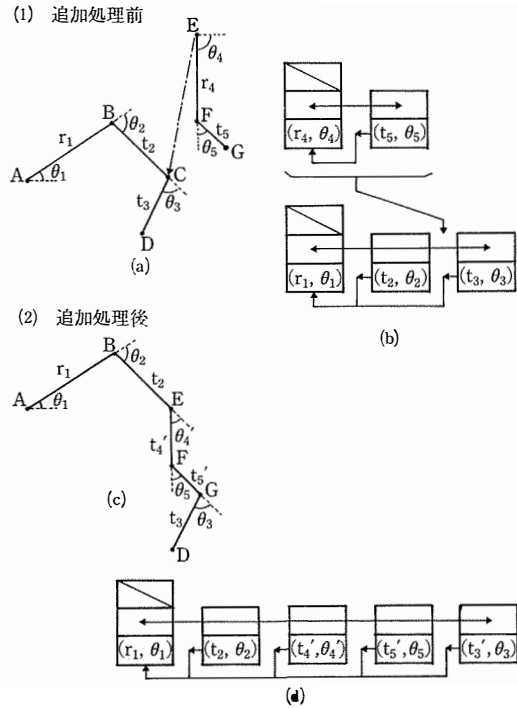 (1) 追加処理前
E
θ4
r4
B
θ2
t2
r1
F
t5
θ5
G
A
θ1
C
t3
θ3
D
(a)
(r4, θ4)
(t5, θ5)
(r1, θ1)
(t2, θ2)
(t3, θ3)
(b)
(2) 追加処理後
B
θ2
r1
t2
A
θ1
E
t4′
θ4′
F
t5′
θ5
G
t3
θ3
D
(c)
(r1, θ1)
(t2, θ2)
(t4′,θ4′)
(t5′,θ5)
(t3′,θ3)
(d)